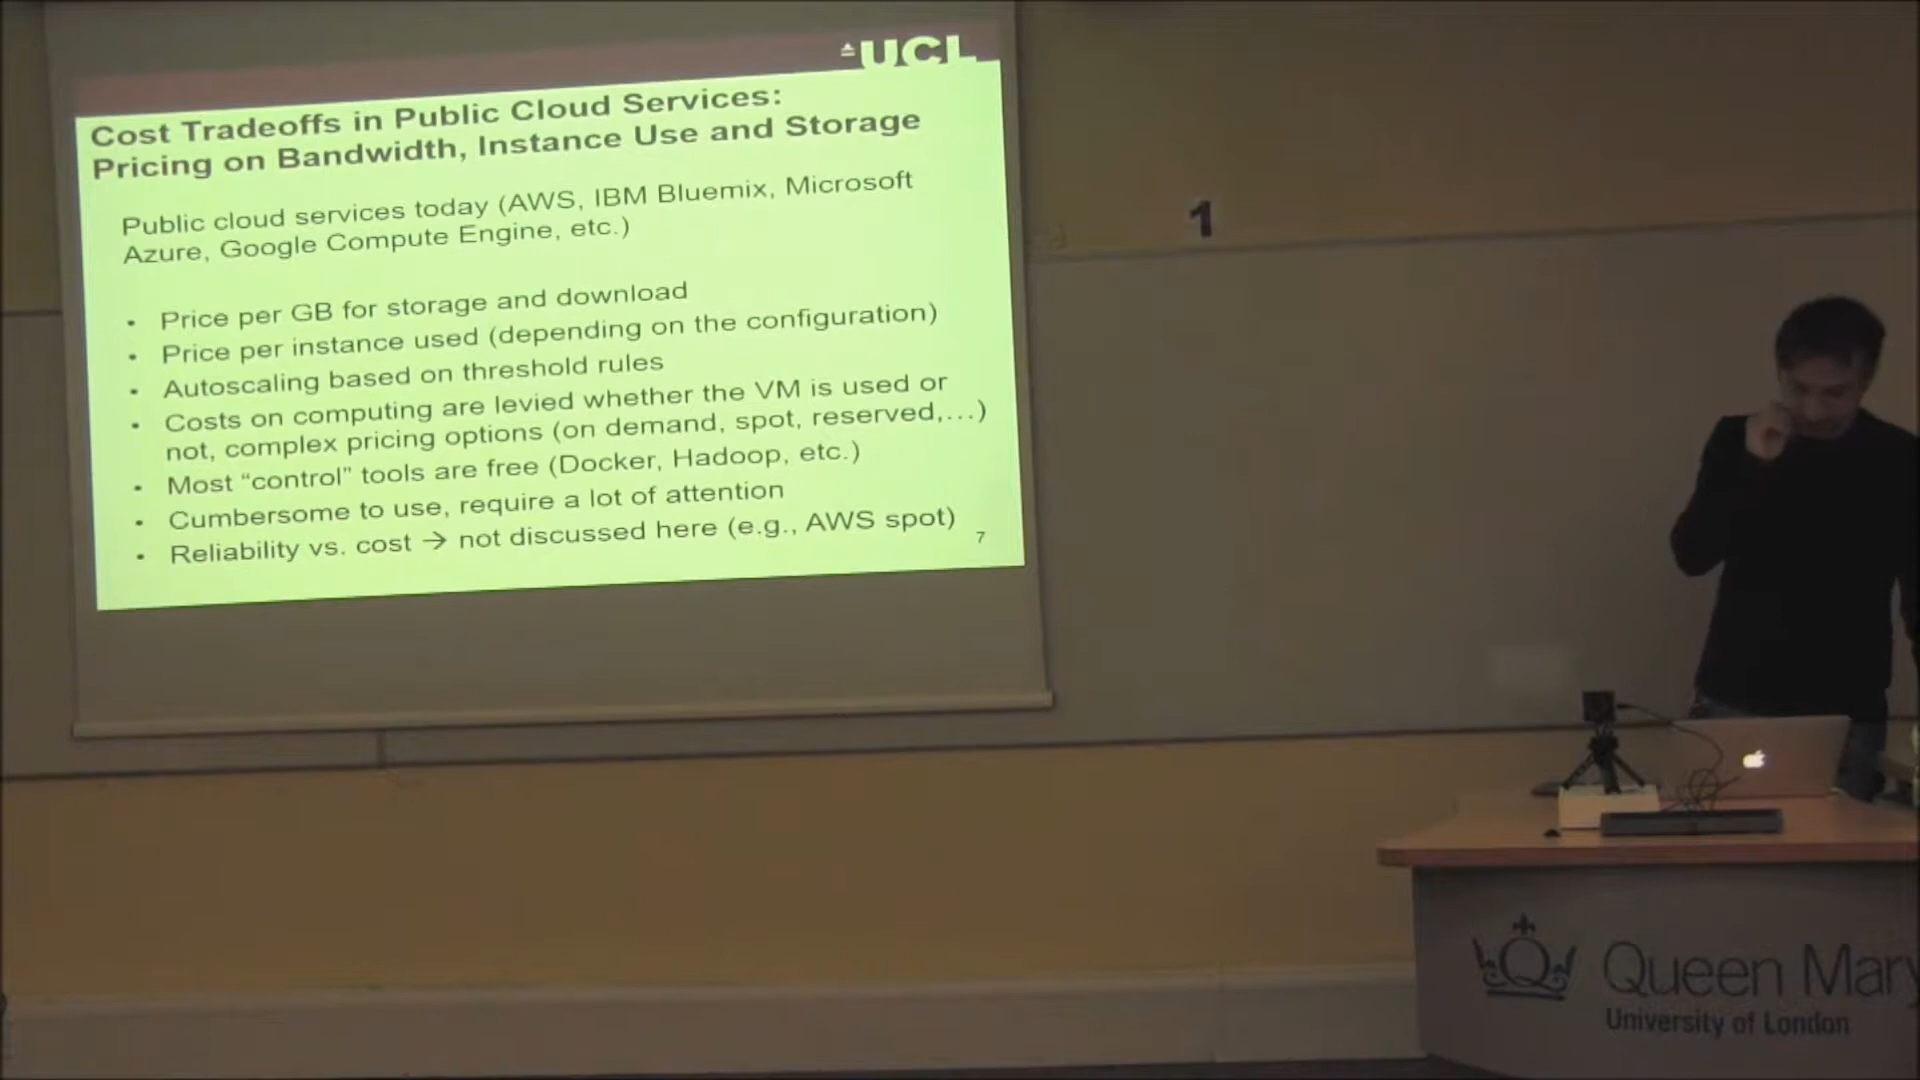 UCL
Cost Tradeoffs in Public Cloud Services:
Pricing on Bandwidth, Instance Use and Storage
Public cloud services today (AWS, IBM Bluemix, Microsoft
Azure, Google Compute Engine, etc.)
• Price per GB for storage and download
• Price per instance used (depending on the configuration)
• Autoscaling based on threshold rules
• Costs on computing are levied whether the VM is used or
not, complex pricing options (on demand, spot, reserved,…)
• Most “control” tools are free (Docker, Hadoop, etc.)
• Cumbersome to use, require a lot of attention
• Reliability vs. cost → not discussed here (e.g., AWS spot)
7
1
Queen Mary
University of London